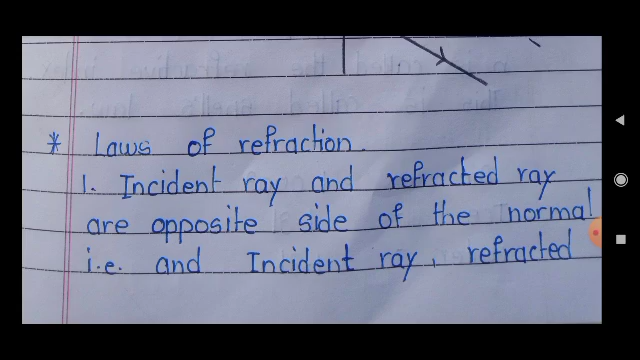 * Laws of refraction.
1. Incident ray and refracted ray
are opposite side of the normal
i.e. and Incident ray, refracted